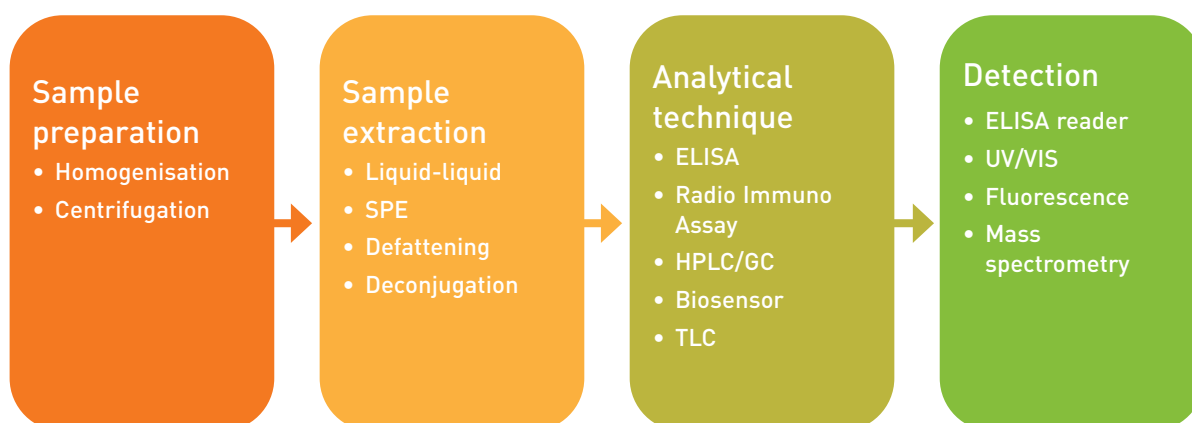 Sample
preparation
• Homogenisation
• Centrifugation
Sample
extraction
• Liquid-liquid
• SPE
• Defattening
• Deconjugation
Analytical
technique
• ELISA
• Radio Immuno
Assay
• HPLC/GC
• Biosensor
• TLC
Detection
• ELISA reader
• UV/VIS
• Fluorescence
• Mass
spectrometry